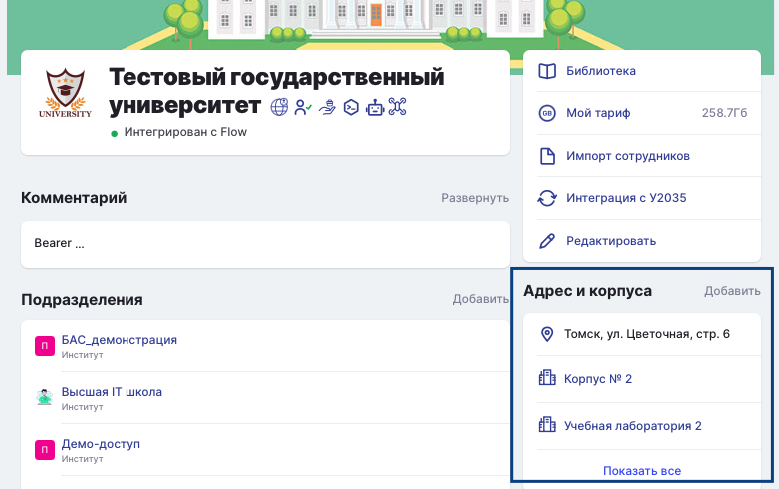 UNIVERSITY
Тестовый государственный
университет
Интегрирован с Flow
Комментарий
Развернуть
Bearer ...
Подразделения
Добавить
П
БАС_демонстрация
Институт
Высшая IT школа
Институт
П
Демо-доступ
Институт
Библиотека
GB
Мой тариф
258.7Гб
Импорт сотрудников
Интеграция с У2035
Редактировать
Адрес и корпуса
Добавить
Томск, ул. Цветочная, стр. 6
Корпус № 2
Учебная лаборатория 2
Показать все